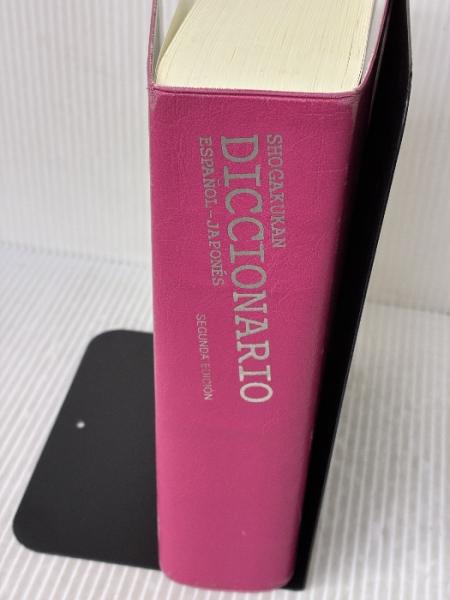 SHOGAKUKAN
DICCIONARIO
ESPAÑOL-JAPONÉS
SEGUNDA EDICIÓN